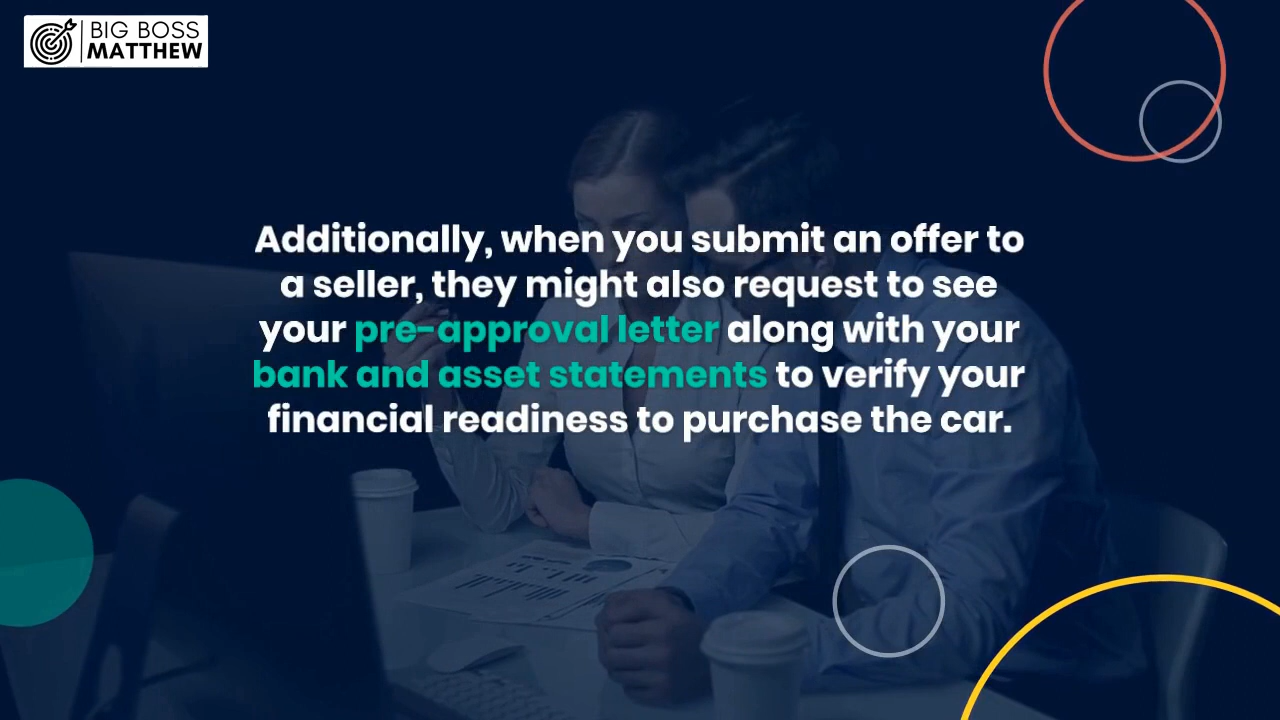 BIG BOSS
MATTHEW
Additionally, when you submit an offer to
a seller, they might also request to see
your pre-approval letter along with your
bank and asset statements to verify your
financial readiness to purchase the car.